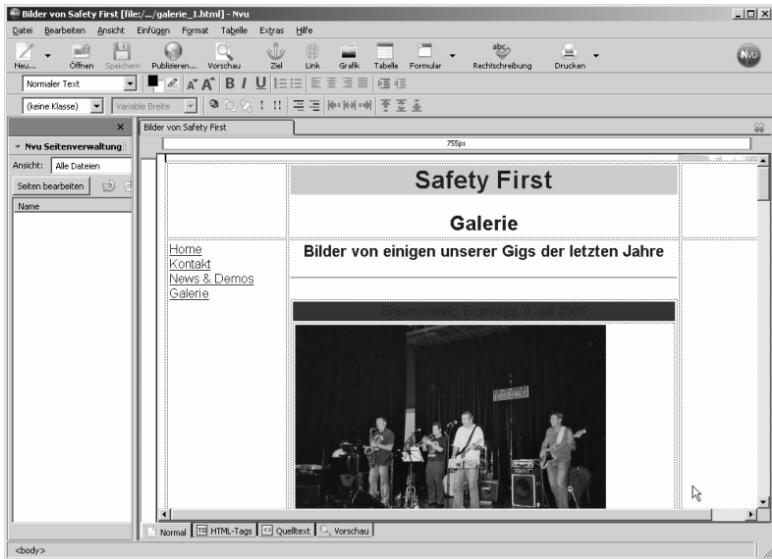 Bilder von Safety First [file:/.../galerie_1.html] - Nvu
Datei Bearbeiten Ansicht Einfügen Format Tabelle Extras Hilfe
Neu... Öffnen Speichern Publizieren... Vorschau Ziel Link Grafik Tabelle Formular Rechtschreibung Drucken
Normaler Text
(keine Klasse) Variable Breite
Nvu Seitenverwaltung
Ansicht: Alle Dateien
Seiten bearbeiten
Name
Bilder von Safety First
755px
Safety First
Galerie
Home
Kontakt
News & Demos
Galerie
Bilder von einigen unserer Gigs der letzten Jahre
Braunschweig, Brunsviga, 9. Juli 2005
Normal HTML-Tags Quelltext Vorschau
<body>